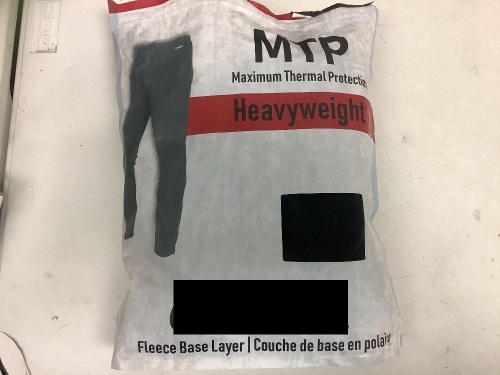 MTP
Maximum Thermal Protection
Heavyweight
Fleece Base Layer | Couche de base en polaire